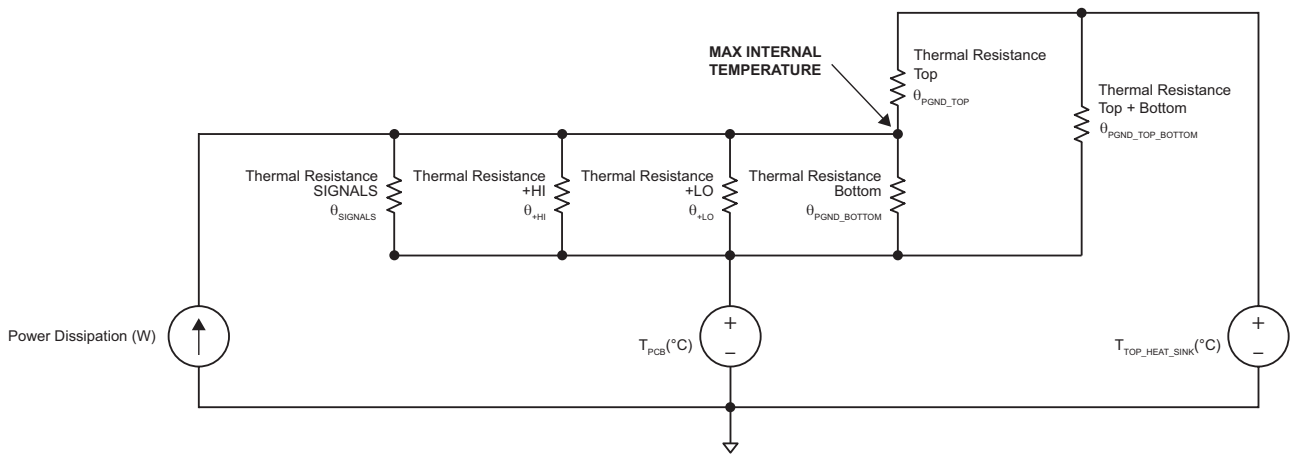 MAX INTERNAL
TEMPERATURE
Thermal Resistance
Top
θPGND_TOP
Thermal Resistance
Top + Bottom
θPGND_TOP_BOTTOM
Thermal Resistance
SIGNALS
θSIGNALS
Thermal Resistance
+HI
θ+HI
Thermal Resistance
+LO
θ+LO
Thermal Resistance
Bottom
θPGND_BOTTOM
Power Dissipation (W)
+
–
TPCB(°C)
+
–
TTOP_HEAT_SINK(°C)